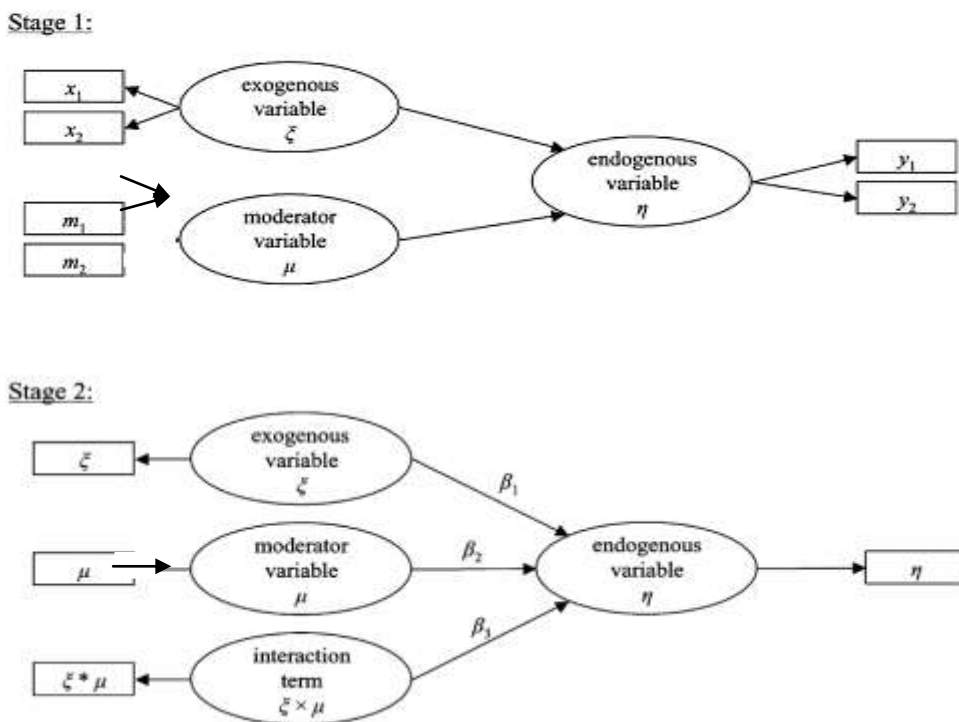 Stage 1:
x₁
x₂
exogenous
variable
ξ
m₁
m₂
moderator
variable
μ
endogenous
variable
η
y₁
y₂
Stage 2:
ξ
exogenous
variable
ξ
β₁
μ
moderator
variable
μ
β₂
endogenous
variable
η
η
β₃
ξ * μ
interaction
term
ξ × μ